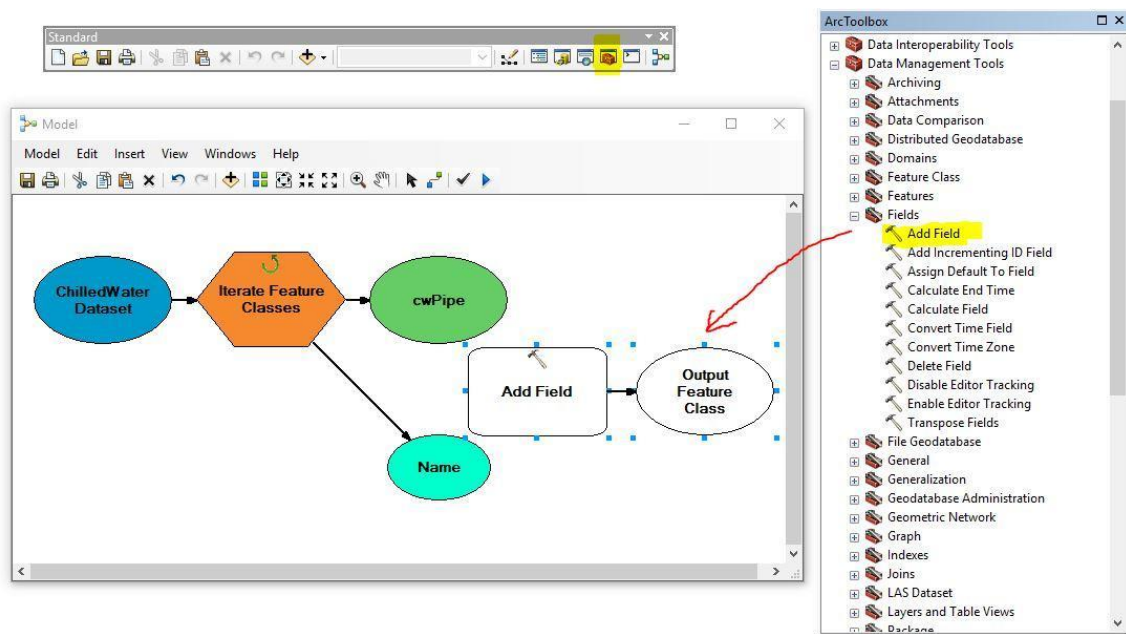 Standard
Model
Model Edit Insert View Windows Help
ChilledWater
Dataset
Iterate Feature
Classes
cwPipe
Add Field
Output
Feature
Class
Name
ArcToolbox
Data Interoperability Tools
Data Management Tools
Archiving
Attachments
Data Comparison
Distributed Geodatabase
Domains
Feature Class
Features
Fields
Add Field
Add Incrementing ID Field
Assign Default To Field
Calculate End Time
Calculate Field
Convert Time Field
Convert Time Zone
Delete Field
Disable Editor Tracking
Enable Editor Tracking
Transpose Fields
File Geodatabase
General
Generalization
Geodatabase Administration
Geometric Network
Graph
Indexes
Joins
LAS Dataset
Layers and Table Views
Package